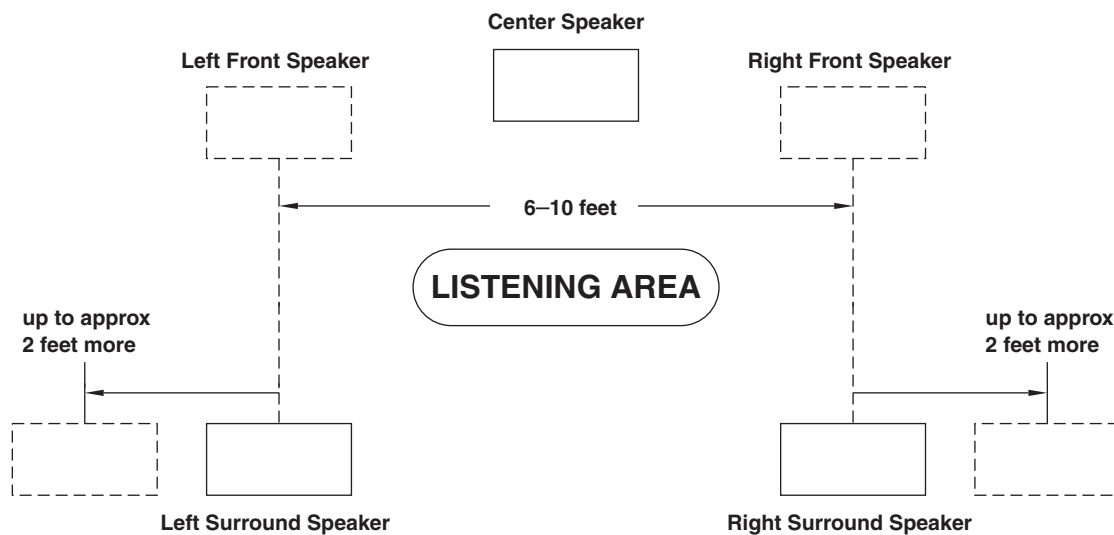 Center Speaker
Left Front Speaker
Right Front Speaker
6–10 feet
LISTENING AREA
up to approx
2 feet more
up to approx
2 feet more
Left Surround Speaker
Right Surround Speaker